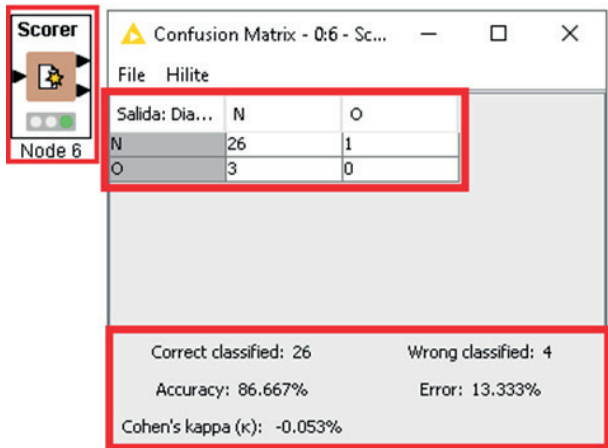 Scorer
Node 6
Confusion Matrix - 0:6 - Sc...
File Hilite
Salida: Dia... N O
N 26 1
O 3 0
Correct classified: 26 Wrong classified: 4
Accuracy: 86.667% Error: 13.333%
Cohen's kappa (κ): -0.053%